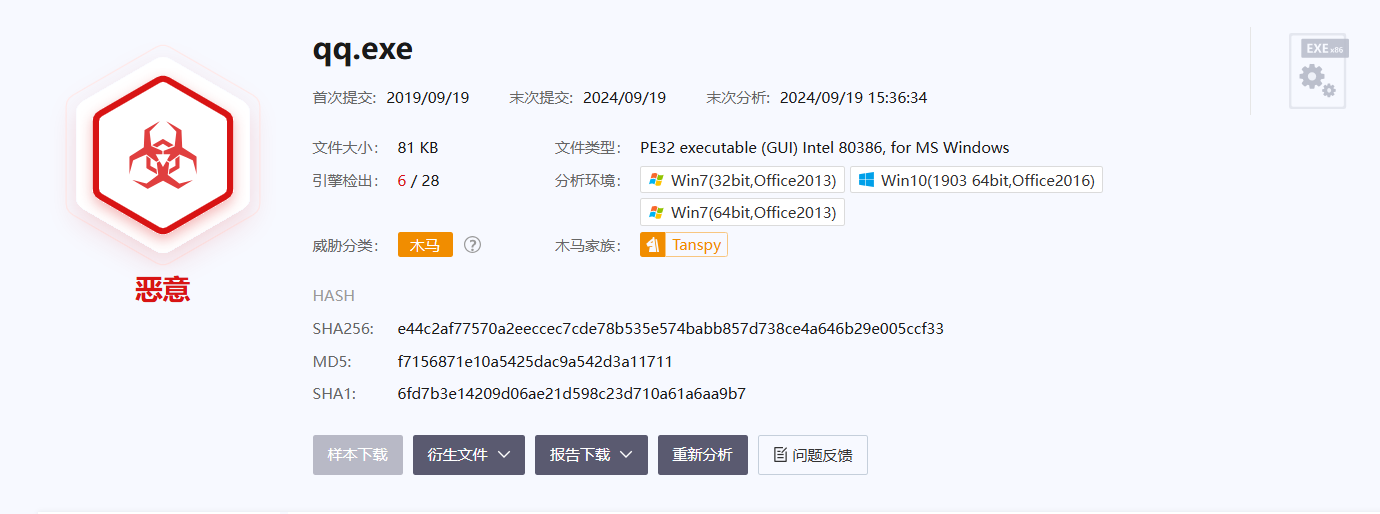 qq.exe
EXE x86
首次提交: 2019/09/19 末次提交: 2024/09/19 末次分析: 2024/09/19 15:36:34
文件大小: 81 KB 文件类型: PE32 executable (GUI) Intel 80386, for MS Windows
引擎检出: 6 / 28 分析环境: Win7(32bit,Office2013) Win10(1903 64bit,Office2016)
Win7(64bit,Office2013)
威胁分类: 木马 ? 木马家族: Tanspy
恶意
HASH
SHA256: e44c2af77570a2eeccec7cde78b535e574babb857d738ce4a646b29e005ccf33
MD5: f7156871e10a5425dac9a542d3a11711
SHA1: 6fd7b3e14209d06ae21d598c23d710a61a6aa9b7
样本下载 衍生文件 报告下载 重新分析 问题反馈